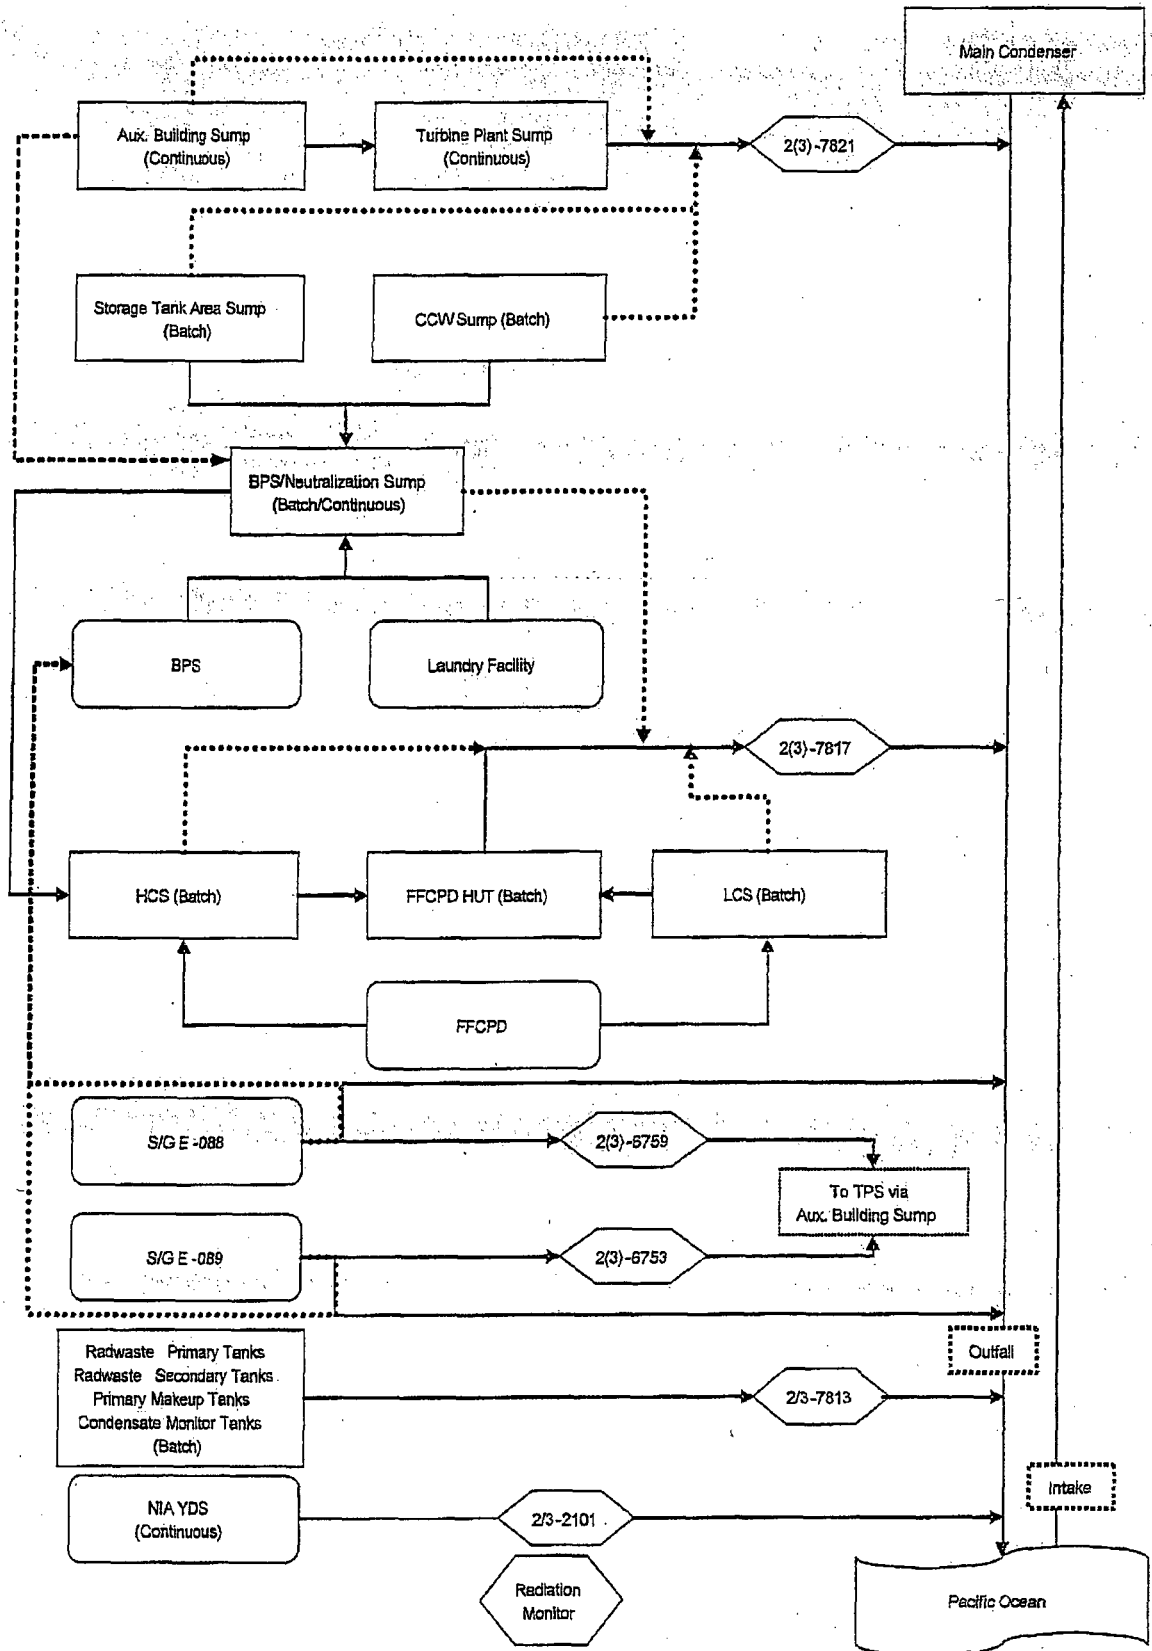 Main Condenser
Aux. Building Sump
(Continuous)
Turbine Plant Sump
(Continuous)
2(3)-7821
Storage Tank Area Sump
(Batch)
CCW Sump (Batch)
BPS/Neutralization Sump
(Batch/Continuous)
BPS
Laundry Facility
2(3)-7817
HCS (Batch)
FFCPD HUT (Batch)
LCS (Batch)
FFCPD
S/G E-088
2(3)-6759
To TPS via
Aux. Building Sump
S/G E-089
2(3)-6753
Outfall
Radwaste Primary Tanks
Radwaste Secondary Tanks
Primary Makeup Tanks
Condensate Monitor Tanks
(Batch)
2/3-7813
Intake
NIA YDS
(Continuous)
2/3-2101
Radiation
Monitor
Pacific Ocean